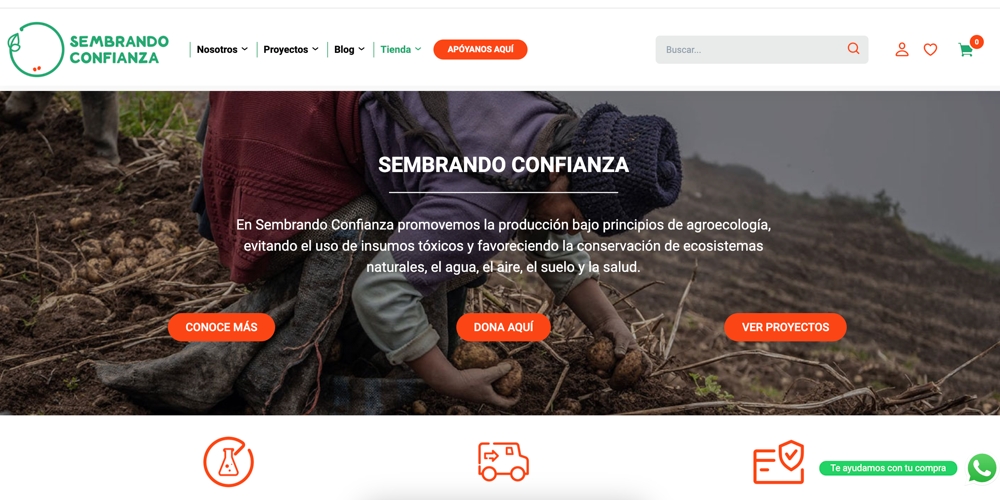 SEMBRANDO
CONFIANZA
Nosotros
Proyectos
Blog
Tienda
APÓYANOS AQUÍ
Buscar...
0
SEMBRANDO CONFIANZA
En Sembrando Confianza promovemos la producción bajo principios de agroecología,
evitando el uso de insumos tóxicos y favoreciendo la conservación de ecosistemas
naturales, el agua, el aire, el suelo y la salud.
CONOCE MÁS
DONA AQUÍ
VER PROYECTOS
Te ayudamos con tu compra